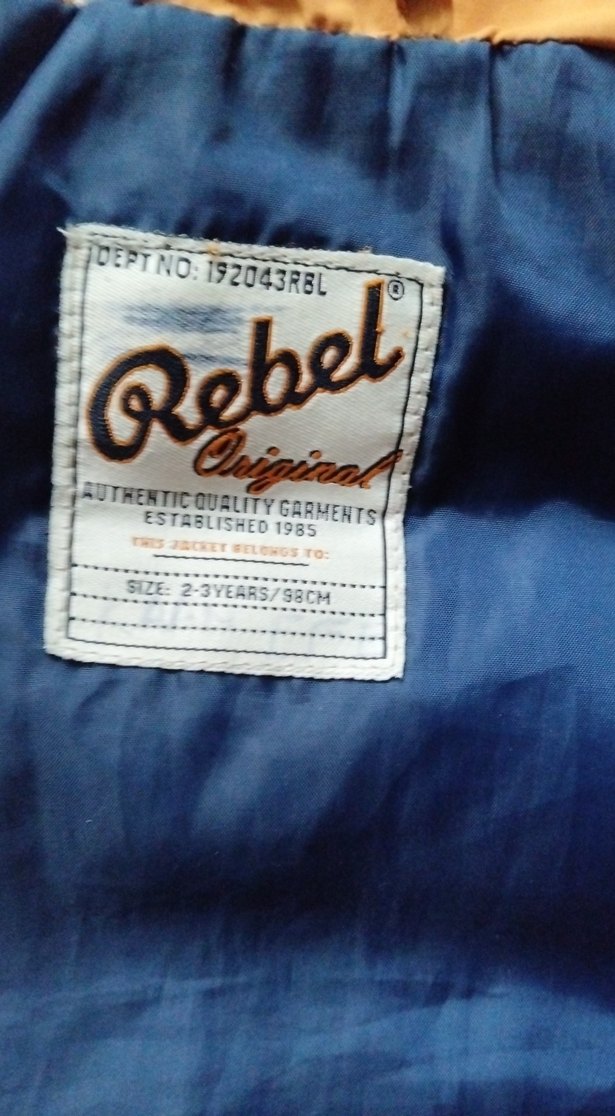 DEPT NO: 192043RBL
®
Rebel
Original
AUTHENTIC QUALITY GARMENTS
ESTABLISHED 1985
THIS JACKET BELONGS TO:
SIZE: 2-3YEARS/98CM